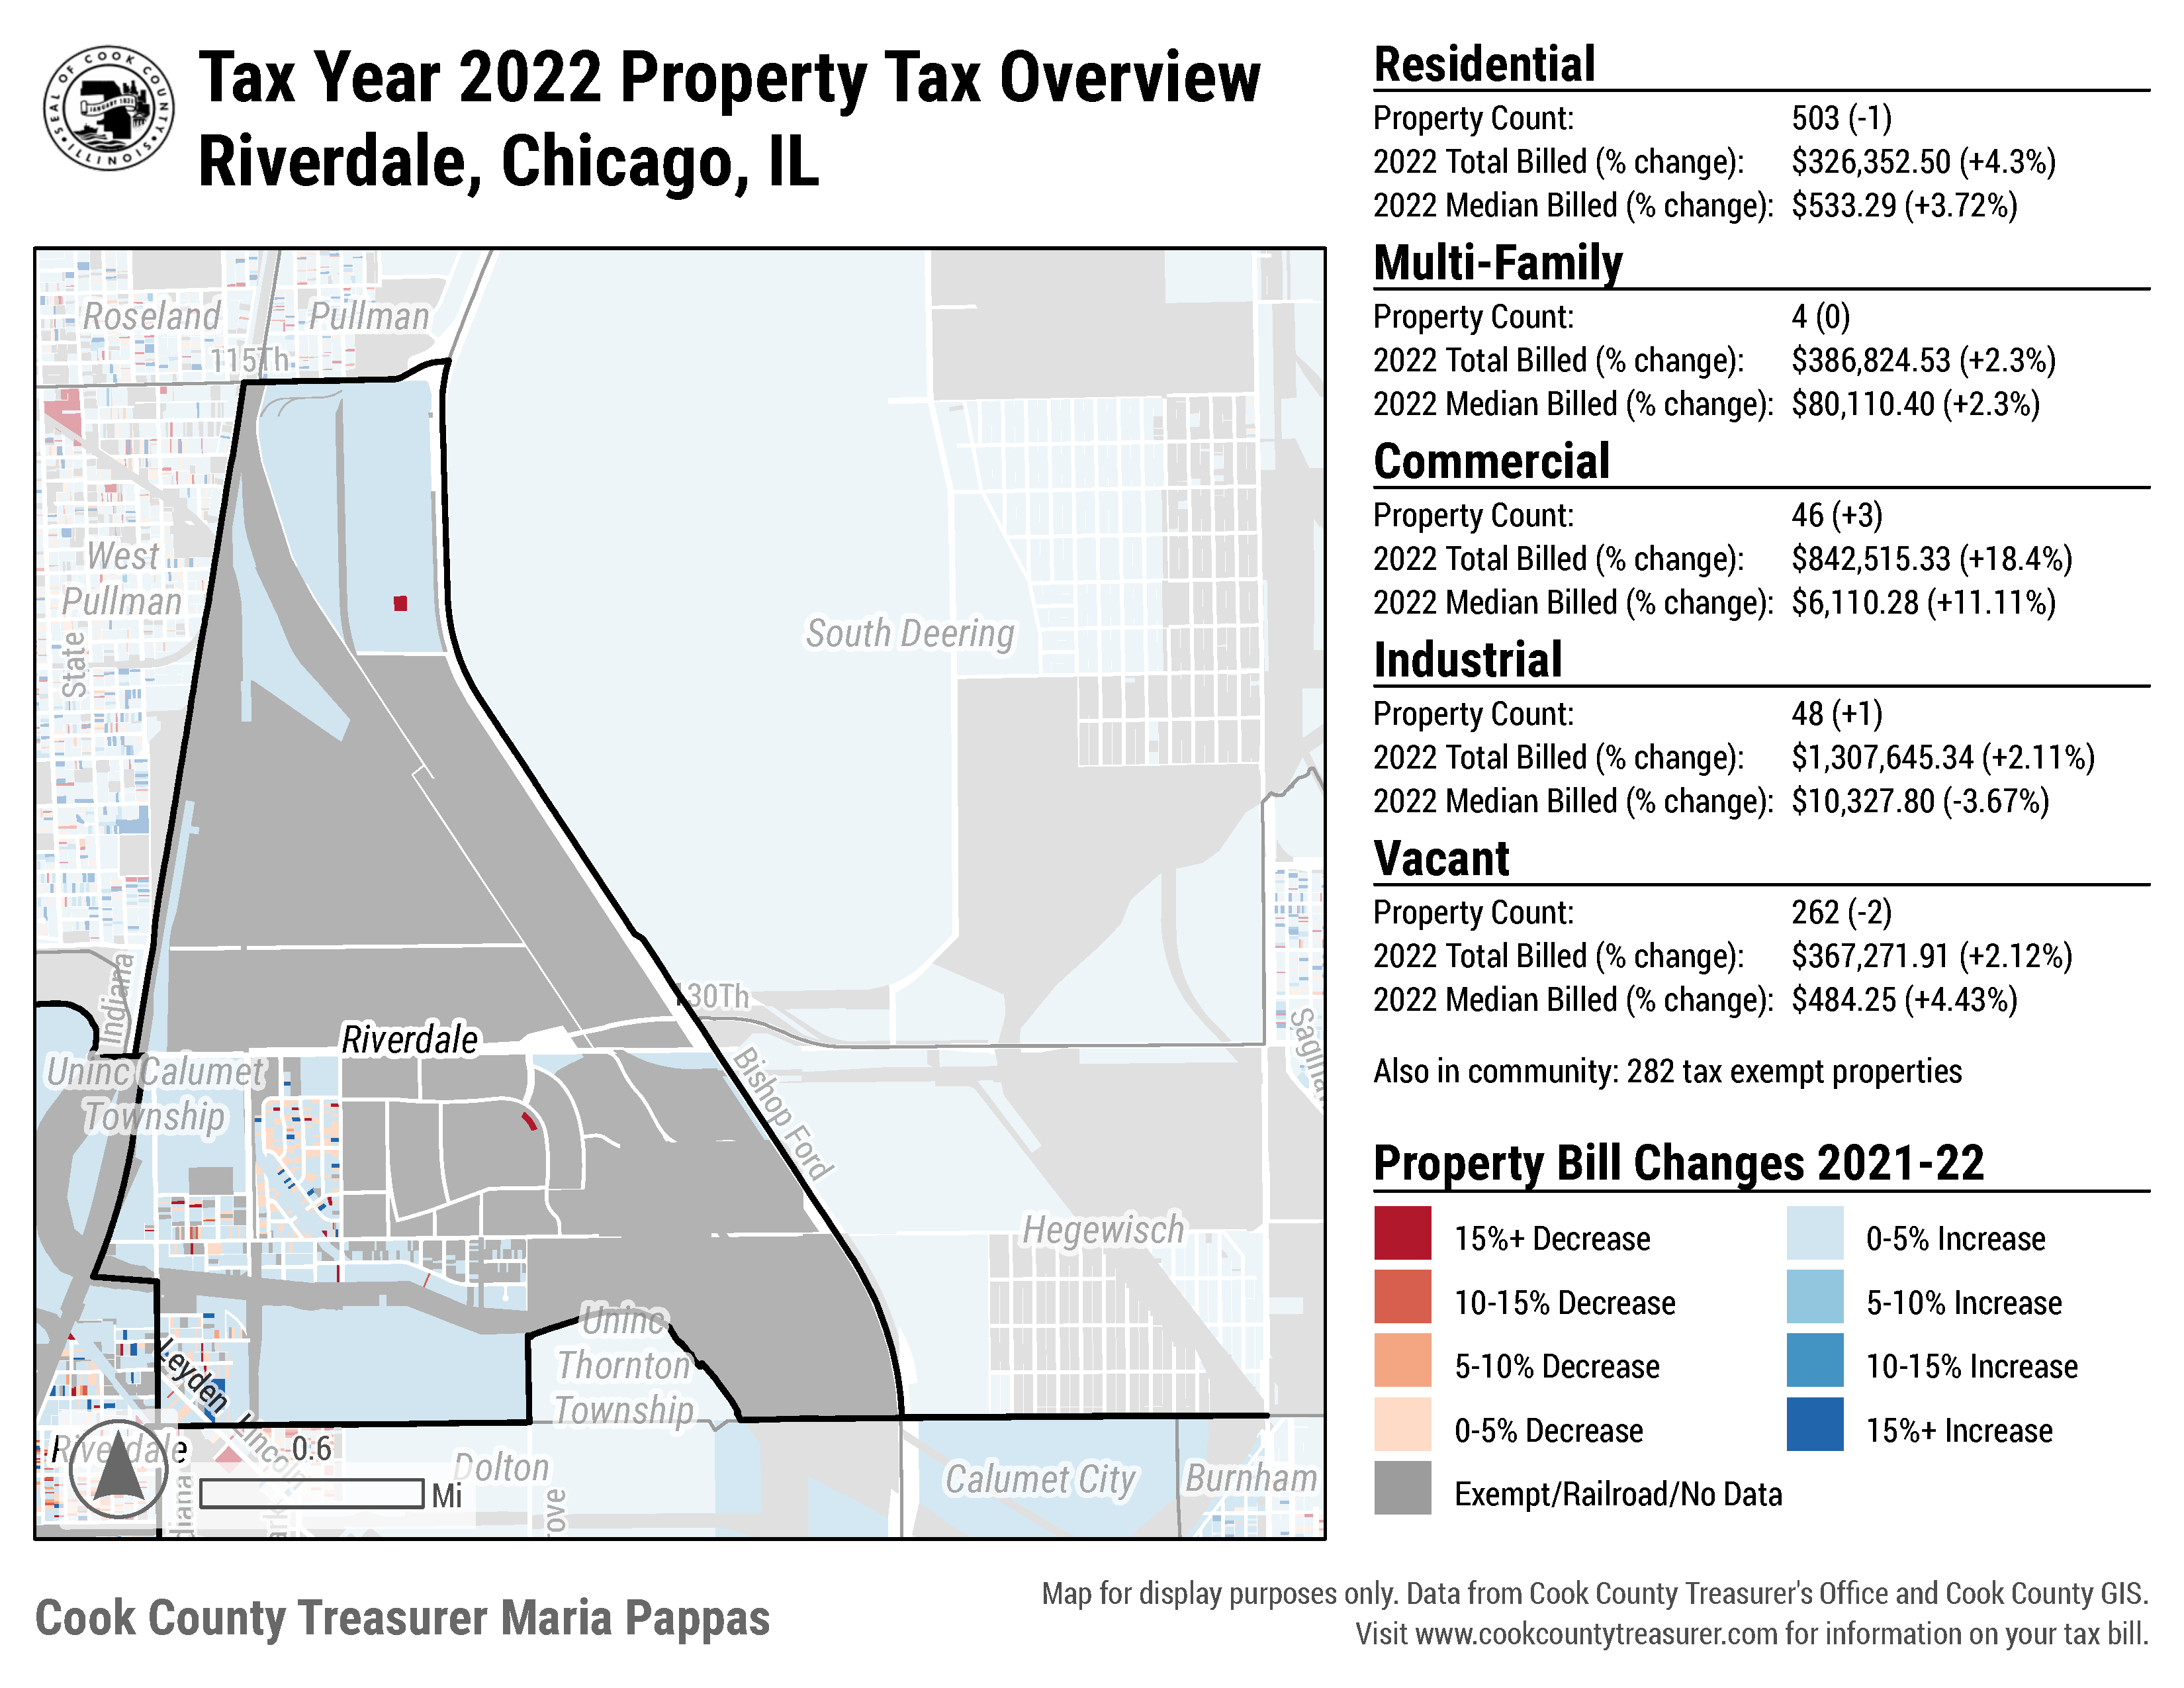 SEAL OF COOK COUNTY
ILLINOIS
JANUARY 1831
Tax Year 2022 Property Tax Overview
Riverdale, Chicago, IL
Residential
Property Count: 503 (-1)
2022 Total Billed (% change): $326,352.50 (+4.3%)
2022 Median Billed (% change): $533.29 (+3.72%)
Multi-Family
Property Count: 4 (0)
2022 Total Billed (% change): $386,824.53 (+2.3%)
2022 Median Billed (% change): $80,110.40 (+2.3%)
Commercial
Property Count: 46 (+3)
2022 Total Billed (% change): $842,515.33 (+18.4%)
2022 Median Billed (% change): $6,110.28 (+11.11%)
Industrial
Property Count: 48 (+1)
2022 Total Billed (% change): $1,307,645.34 (+2.11%)
2022 Median Billed (% change): $10,327.80 (-3.67%)
Vacant
Property Count: 262 (-2)
2022 Total Billed (% change): $367,271.91 (+2.12%)
2022 Median Billed (% change): $484.25 (+4.43%)
Also in community: 282 tax exempt properties
Property Bill Changes 2021-22
15%+ Decrease
10-15% Decrease
5-10% Decrease
0-5% Decrease
Exempt/Railroad/No Data
0-5% Increase
5-10% Increase
10-15% Increase
15%+ Increase
Roseland
Pullman
115Th
West
Pullman
State
South Deering
Indiana
130Th
Riverdale
Uninc Calumet
Township
Bishop Ford
Hegewisch
Uninc
Thornton
Township
Leyden
Lincoln
Riverdale
0.6
Mi
Dolton
Calumet City
Burnham
Cook County Treasurer Maria Pappas
Map for display purposes only. Data from Cook County Treasurer's Office and Cook County GIS.
Visit www.cookcountytreasurer.com for information on your tax bill.